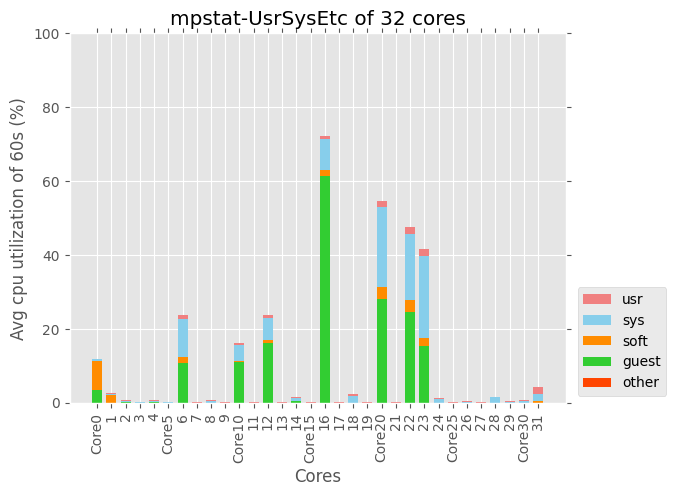 mpstat-UsrSysEtc of 32 cores
Avg cpu utilization of 60s (%)
100
80
60
40
20
0
Core0
1
2
3
4
Core5
6
7
8
9
Core10
11
12
13
14
Core15
16
17
18
19
Core20
21
22
23
24
Core25
26
27
28
29
Core30
31
Cores
usr
sys
soft
guest
other